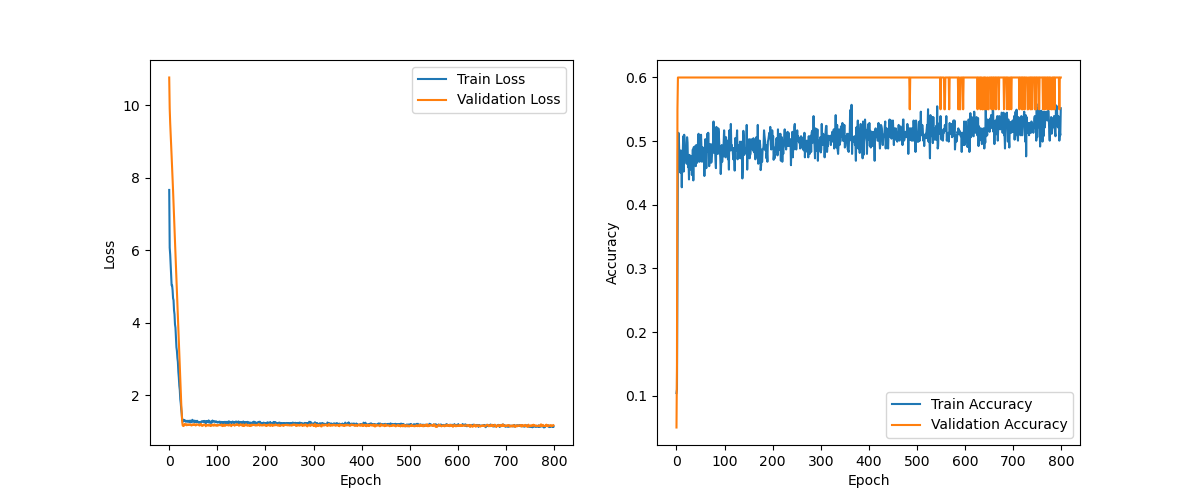 Train Loss
Validation Loss
10
8
6
4
2
Loss
0 100 200 300 400 500 600 700 800
Epoch
0.6
0.5
0.4
0.3
0.2
0.1
Accuracy
Train Accuracy
Validation Accuracy
0 100 200 300 400 500 600 700 800
Epoch